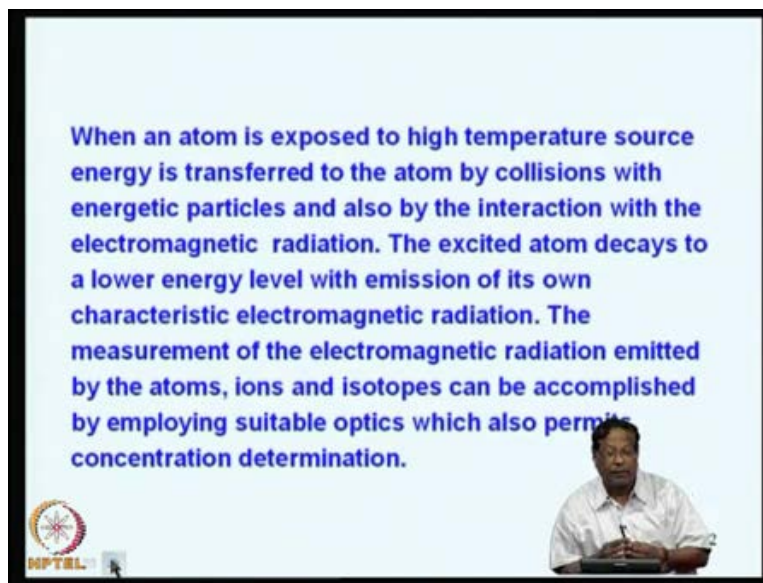 When an atom is exposed to high temperature source
energy is transferred to the atom by collisions with
energetic particles and also by the interaction with the
electromagnetic radiation. The excited atom decays to
a lower energy level with emission of its own
characteristic electromagnetic radiation. The
measurement of the electromagnetic radiation emitted
by the atoms, ions and isotopes can be accomplished
by employing suitable optics which also permits
concentration determination.
2
NPTEL